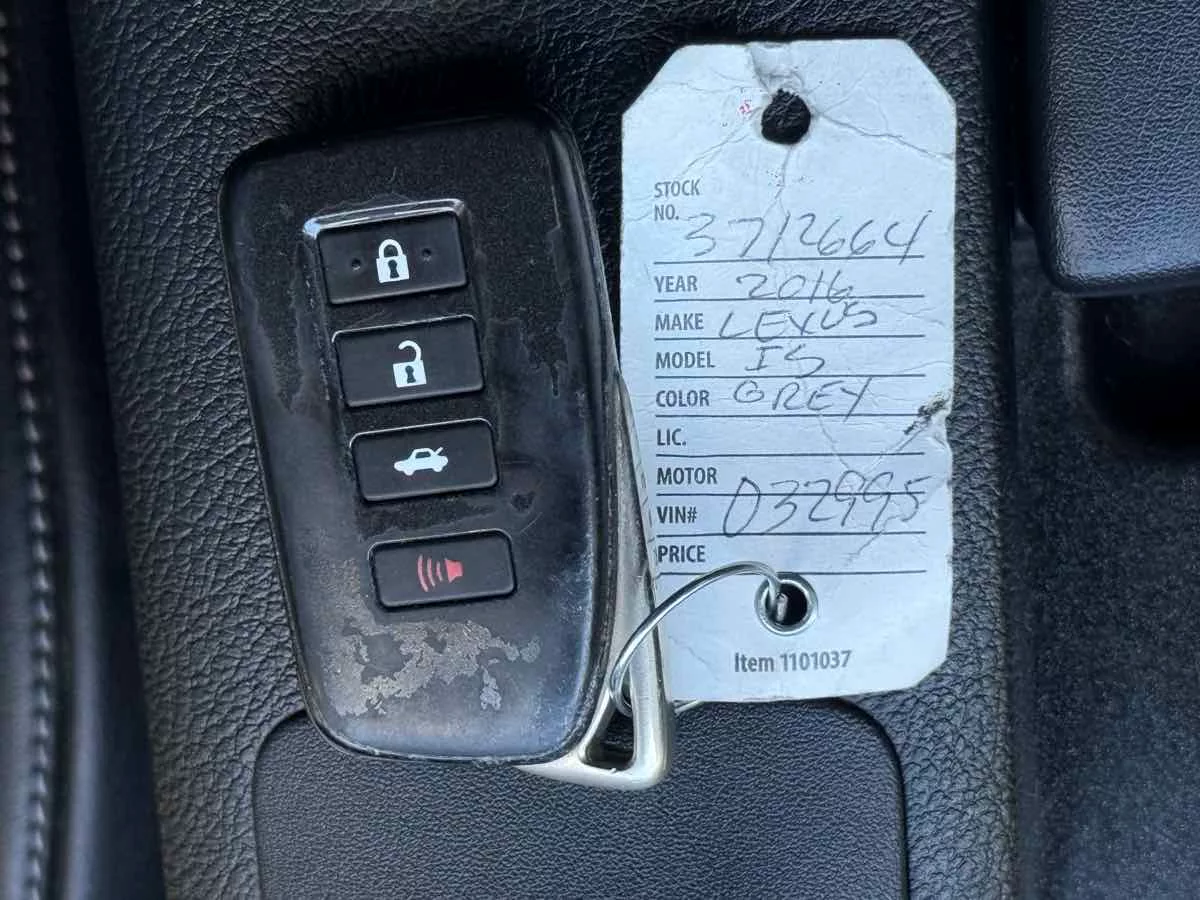 STOCK
NO. 3712664
YEAR 2016
MAKE LEXUS
MODEL IS
COLOR GREY
LIC.
MOTOR
VIN# 032995
PRICE
Item 1101037